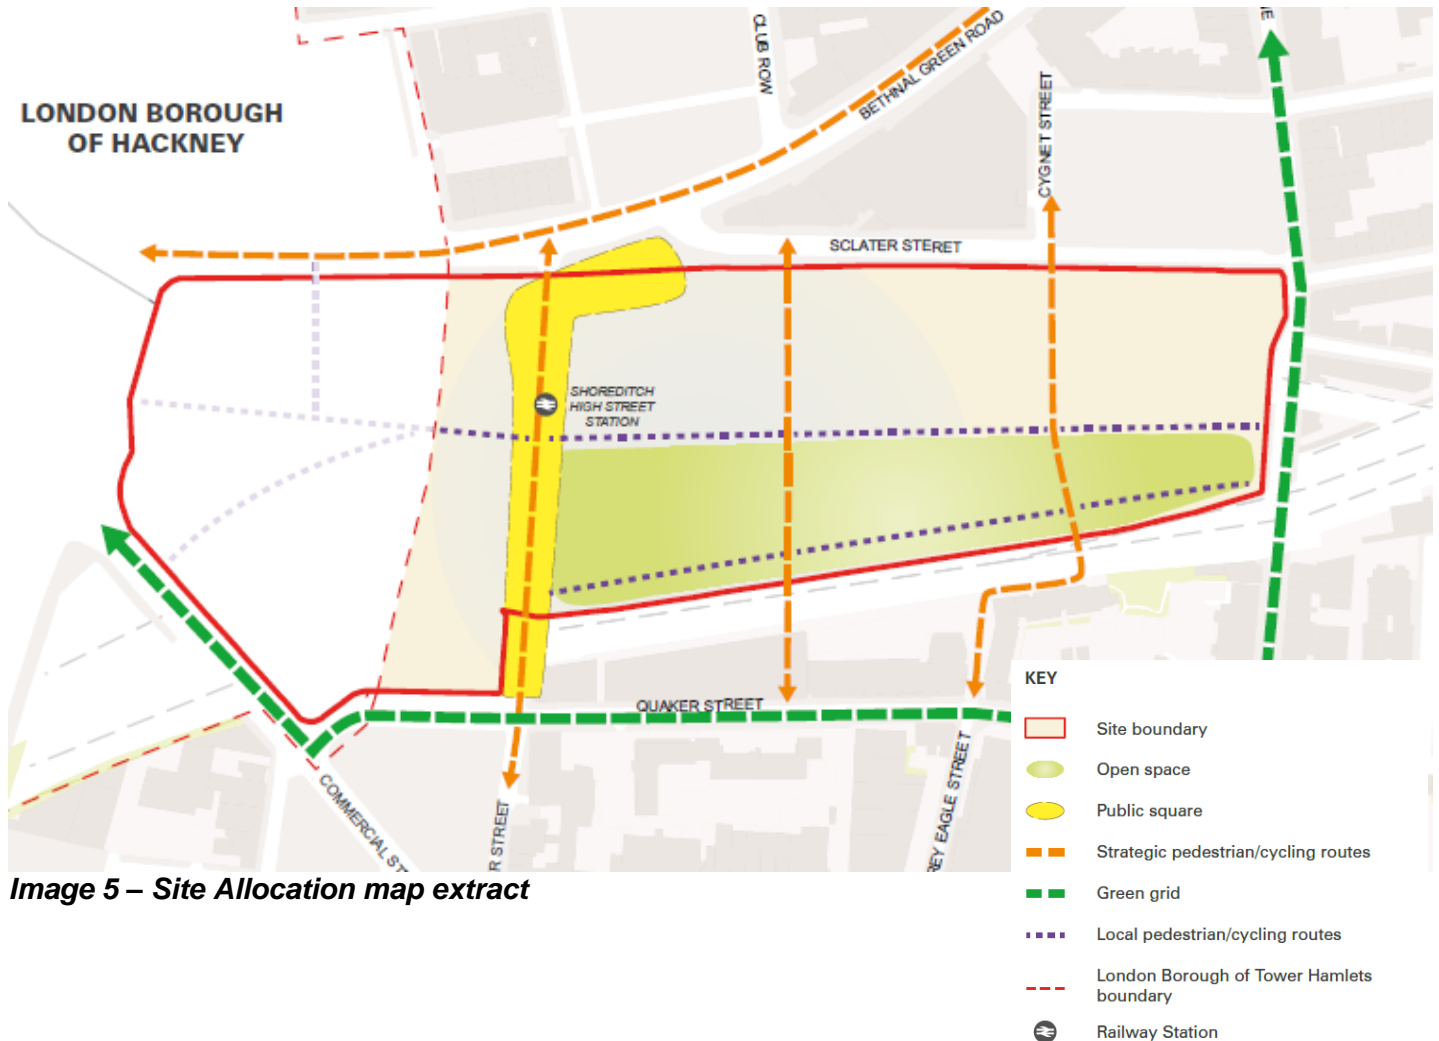 CLUB ROW
BETHNAL GREEN ROAD
LONDON BOROUGH
OF HACKNEY
CYGNET STREET
SCLATER STERET
SHOREDITCH
HIGH STREET
STATION
QUAKER STREET
COMMERCIAL ST
R STREET
REY EAGLE STREET
KEY
Site boundary
Open space
Public square
Strategic pedestrian/cycling routes
Green grid
Local pedestrian/cycling routes
London Borough of Tower Hamlets
boundary
Railway Station
Image 5 – Site Allocation map extract